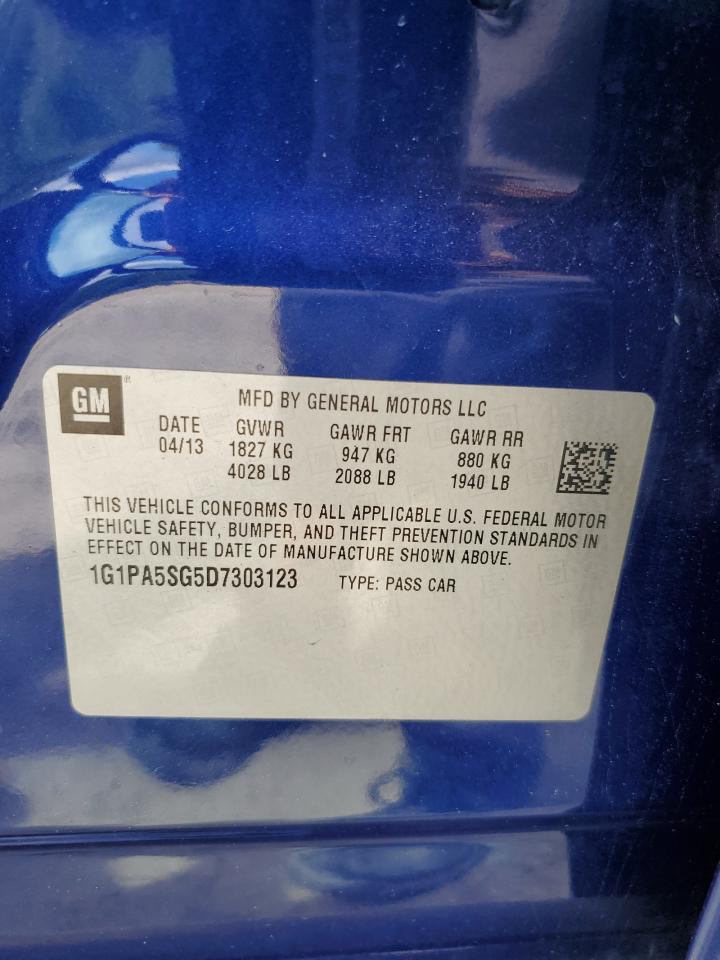 GM®
MFD BY GENERAL MOTORS LLC
DATE GVWR GAWR FRT GAWR RR
04/13 1827 KG 947 KG 880 KG
4028 LB 2088 LB 1940 LB
THIS VEHICLE CONFORMS TO ALL APPLICABLE U.S. FEDERAL MOTOR
VEHICLE SAFETY, BUMPER, AND THEFT PREVENTION STANDARDS IN
EFFECT ON THE DATE OF MANUFACTURE SHOWN ABOVE.
1G1PA5SG5D7303123 TYPE: PASS CAR